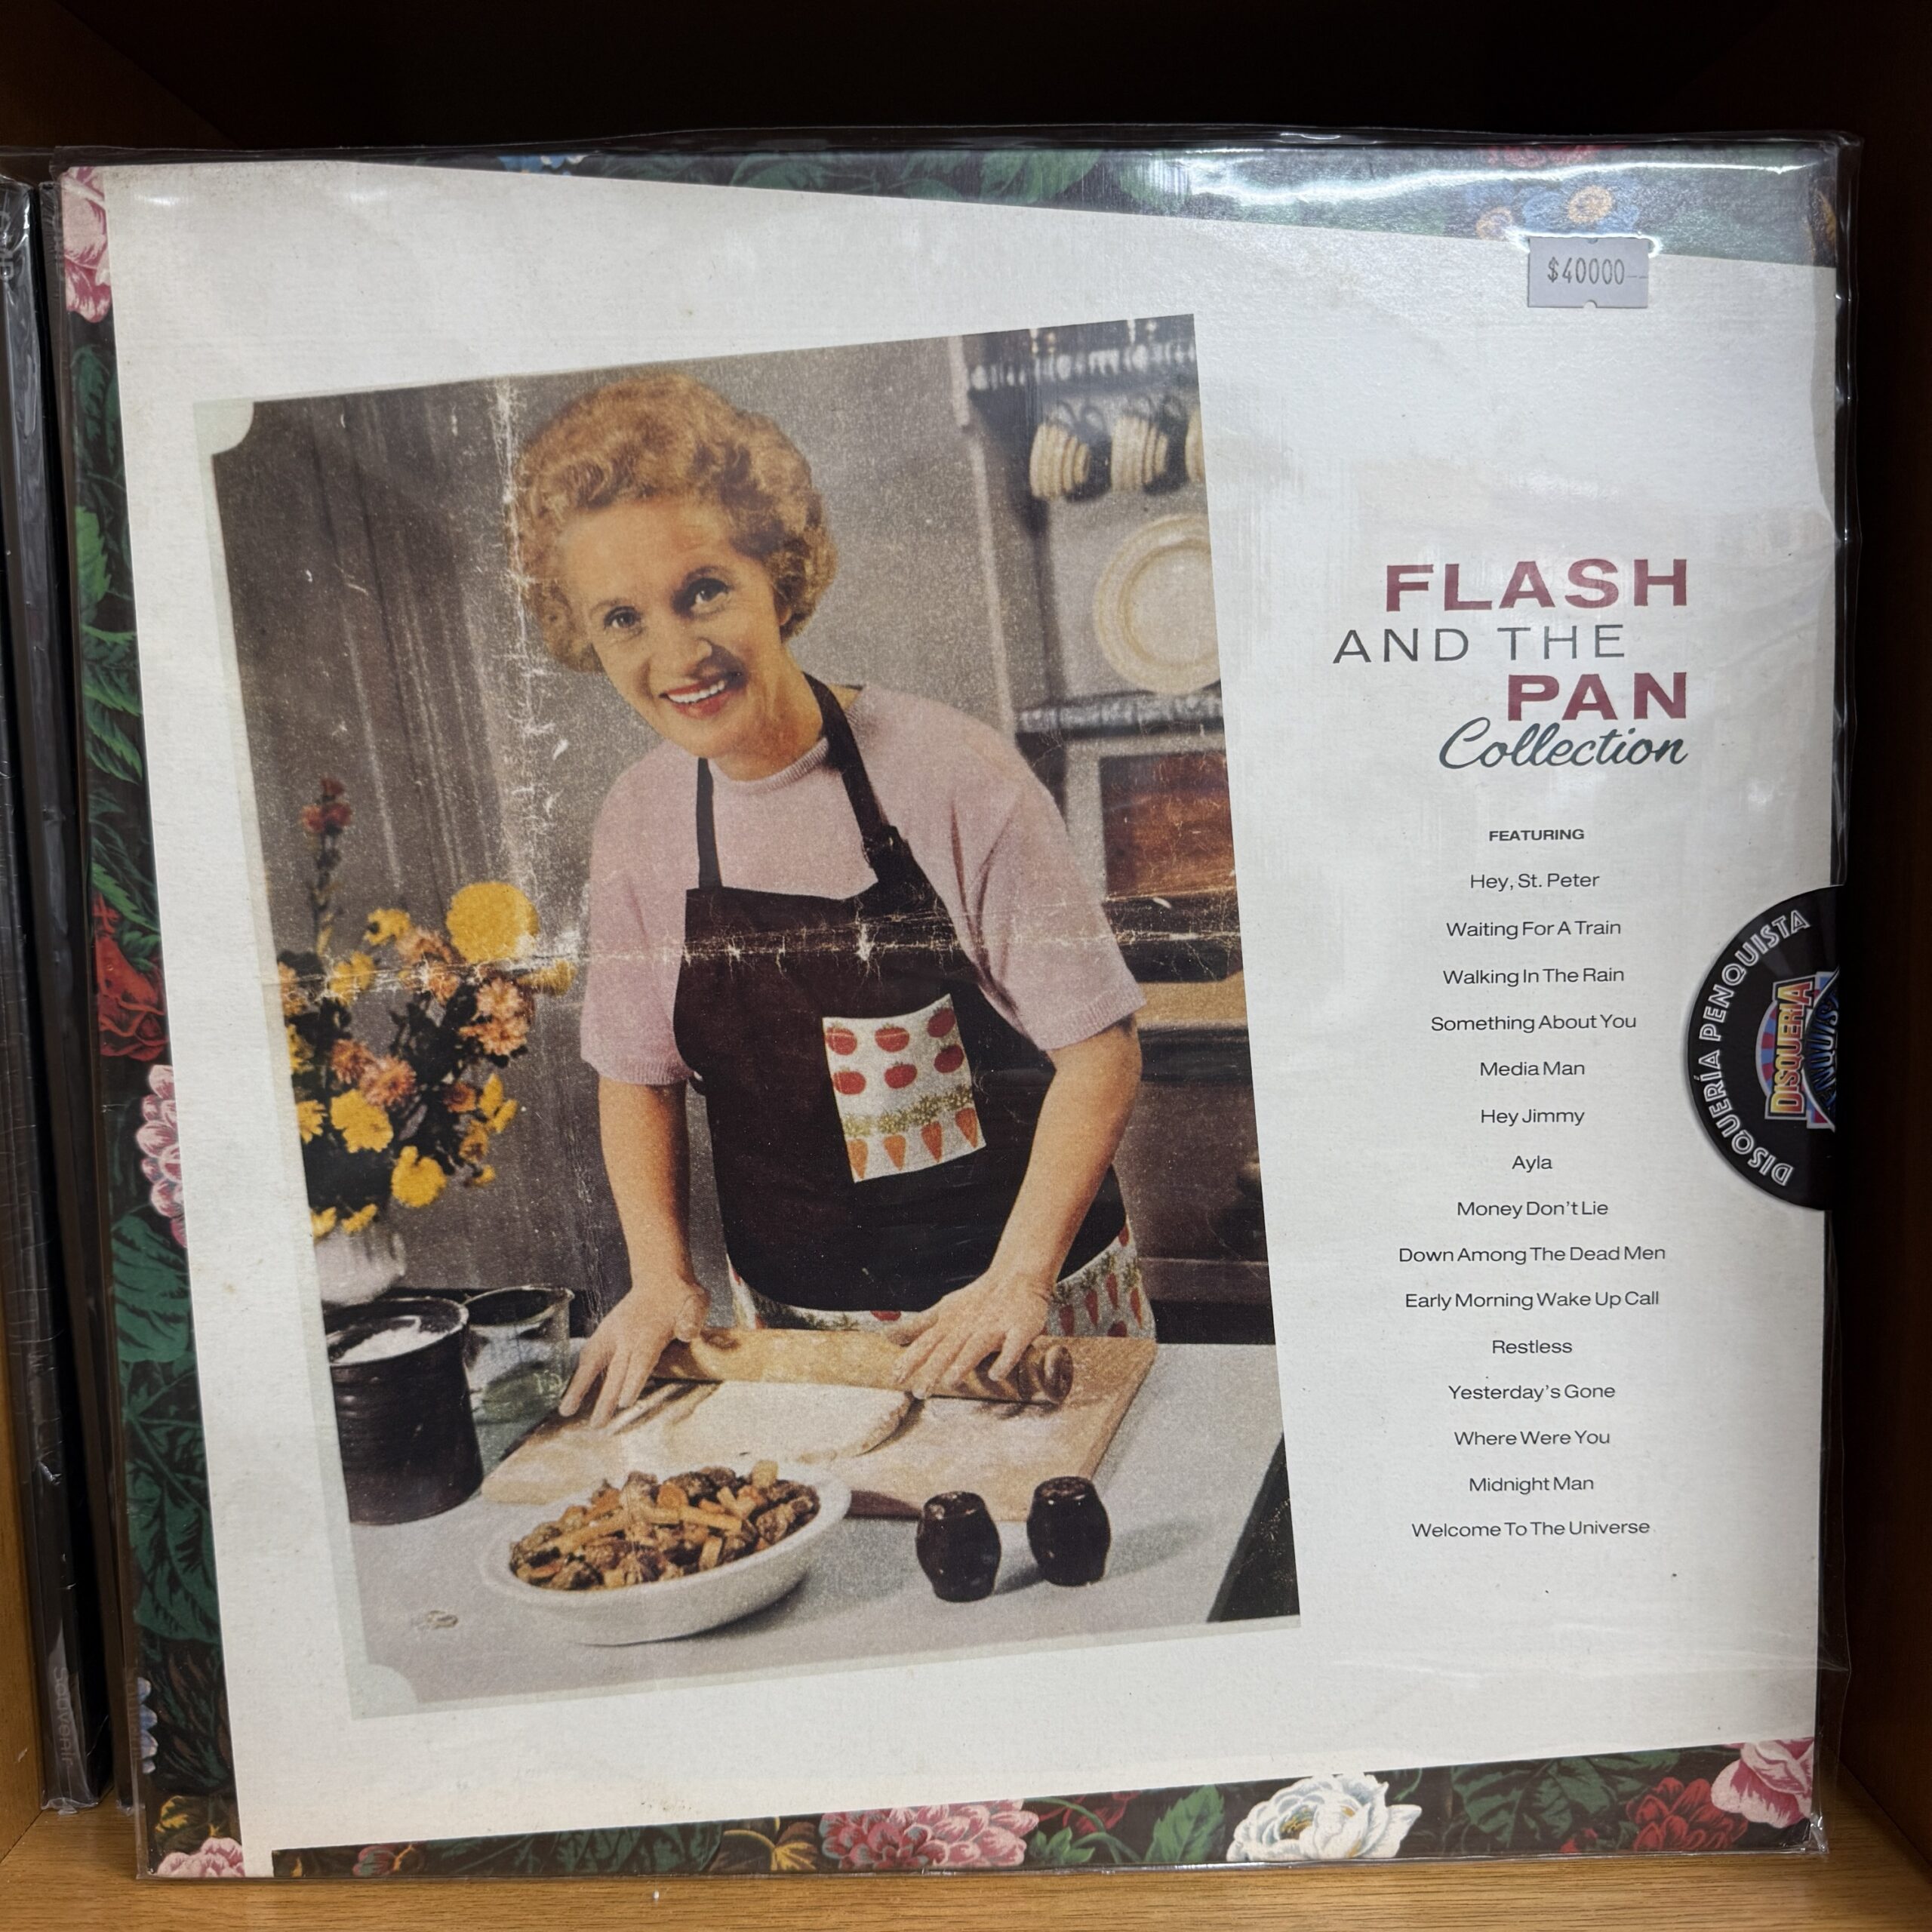 $40000
FLASH
AND THE
PAN
Collection
FEATURING
Hey, St. Peter
Waiting For A Train
Walking In The Rain
Something About You
Media Man
Hey Jimmy
Ayla
Money Don't Lie
Down Among The Dead Men
Early Morning Wake Up Call
Restless
Yesterday's Gone
Where Were You
Midnight Man
Welcome To The Universe
DISQUERÍA PENQUISTA
DISQUERIA
Souvenir